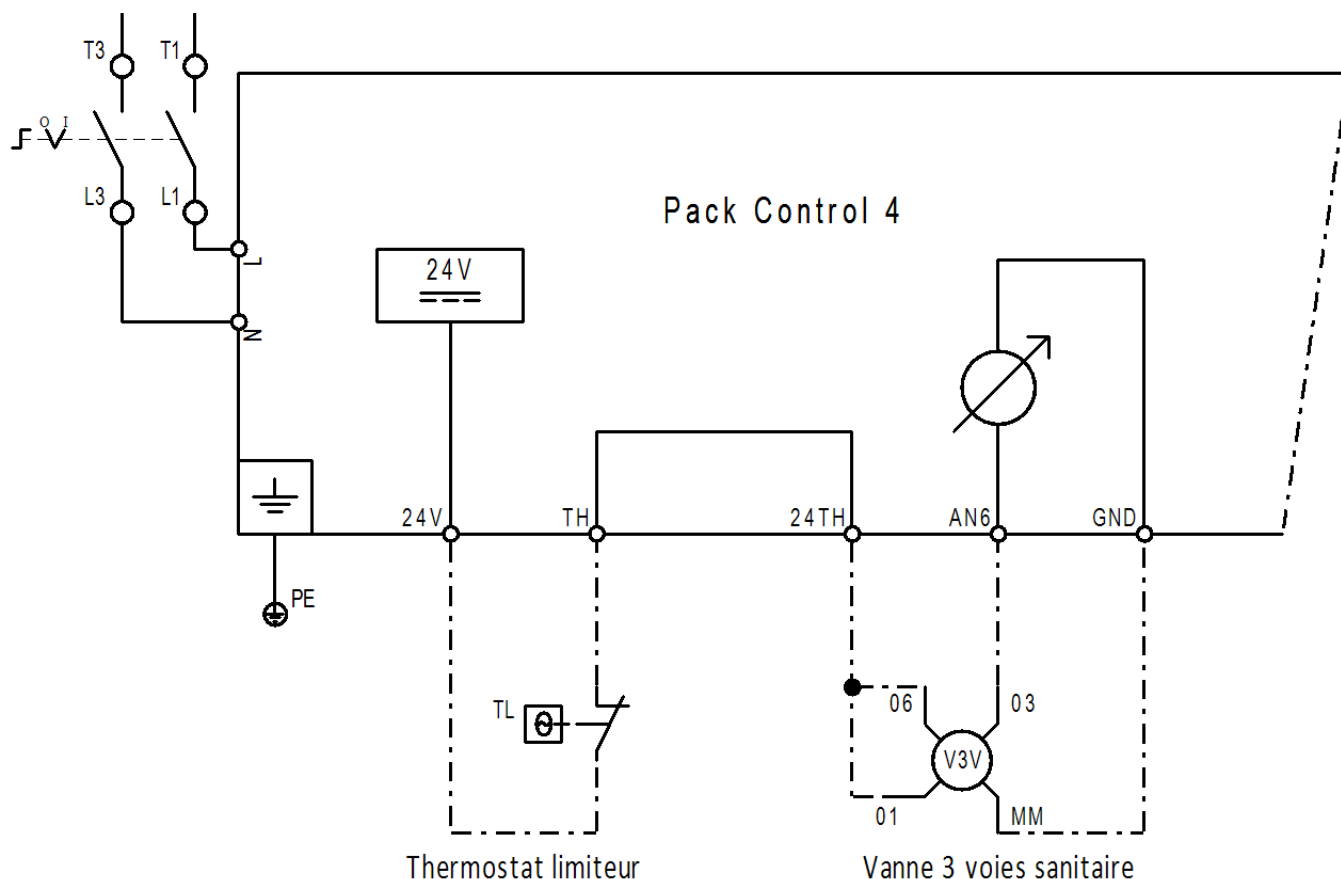 T3 T1
O I
L3 L1
Pack Control 4
L
24V
N
24V TH 24TH AN6 GND
PE
TL
06 03
V3V
01 MM
Thermostat limiteur Vanne 3 voies sanitaire